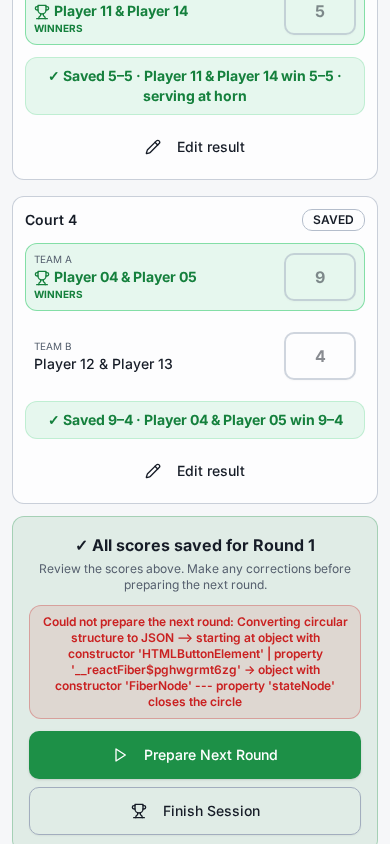 Player 11 & Player 14
WINNERS
5
✓ Saved 5–5 · Player 11 & Player 14 win 5–5 ·
serving at horn
Edit result
Court 4
SAVED
TEAM A
Player 04 & Player 05
WINNERS
9
TEAM B
Player 12 & Player 13
4
✓ Saved 9–4 · Player 04 & Player 05 win 9–4
Edit result
✓ All scores saved for Round 1
Review the scores above. Make any corrections before
preparing the next round.
Could not prepare the next round: Converting circular
structure to JSON --> starting at object with
constructor 'HTMLButtonElement' | property
'__reactFiber$pghwgrmt6zg' -> object with
constructor 'FiberNode' --- property 'stateNode'
closes the circle
Prepare Next Round
Finish Session